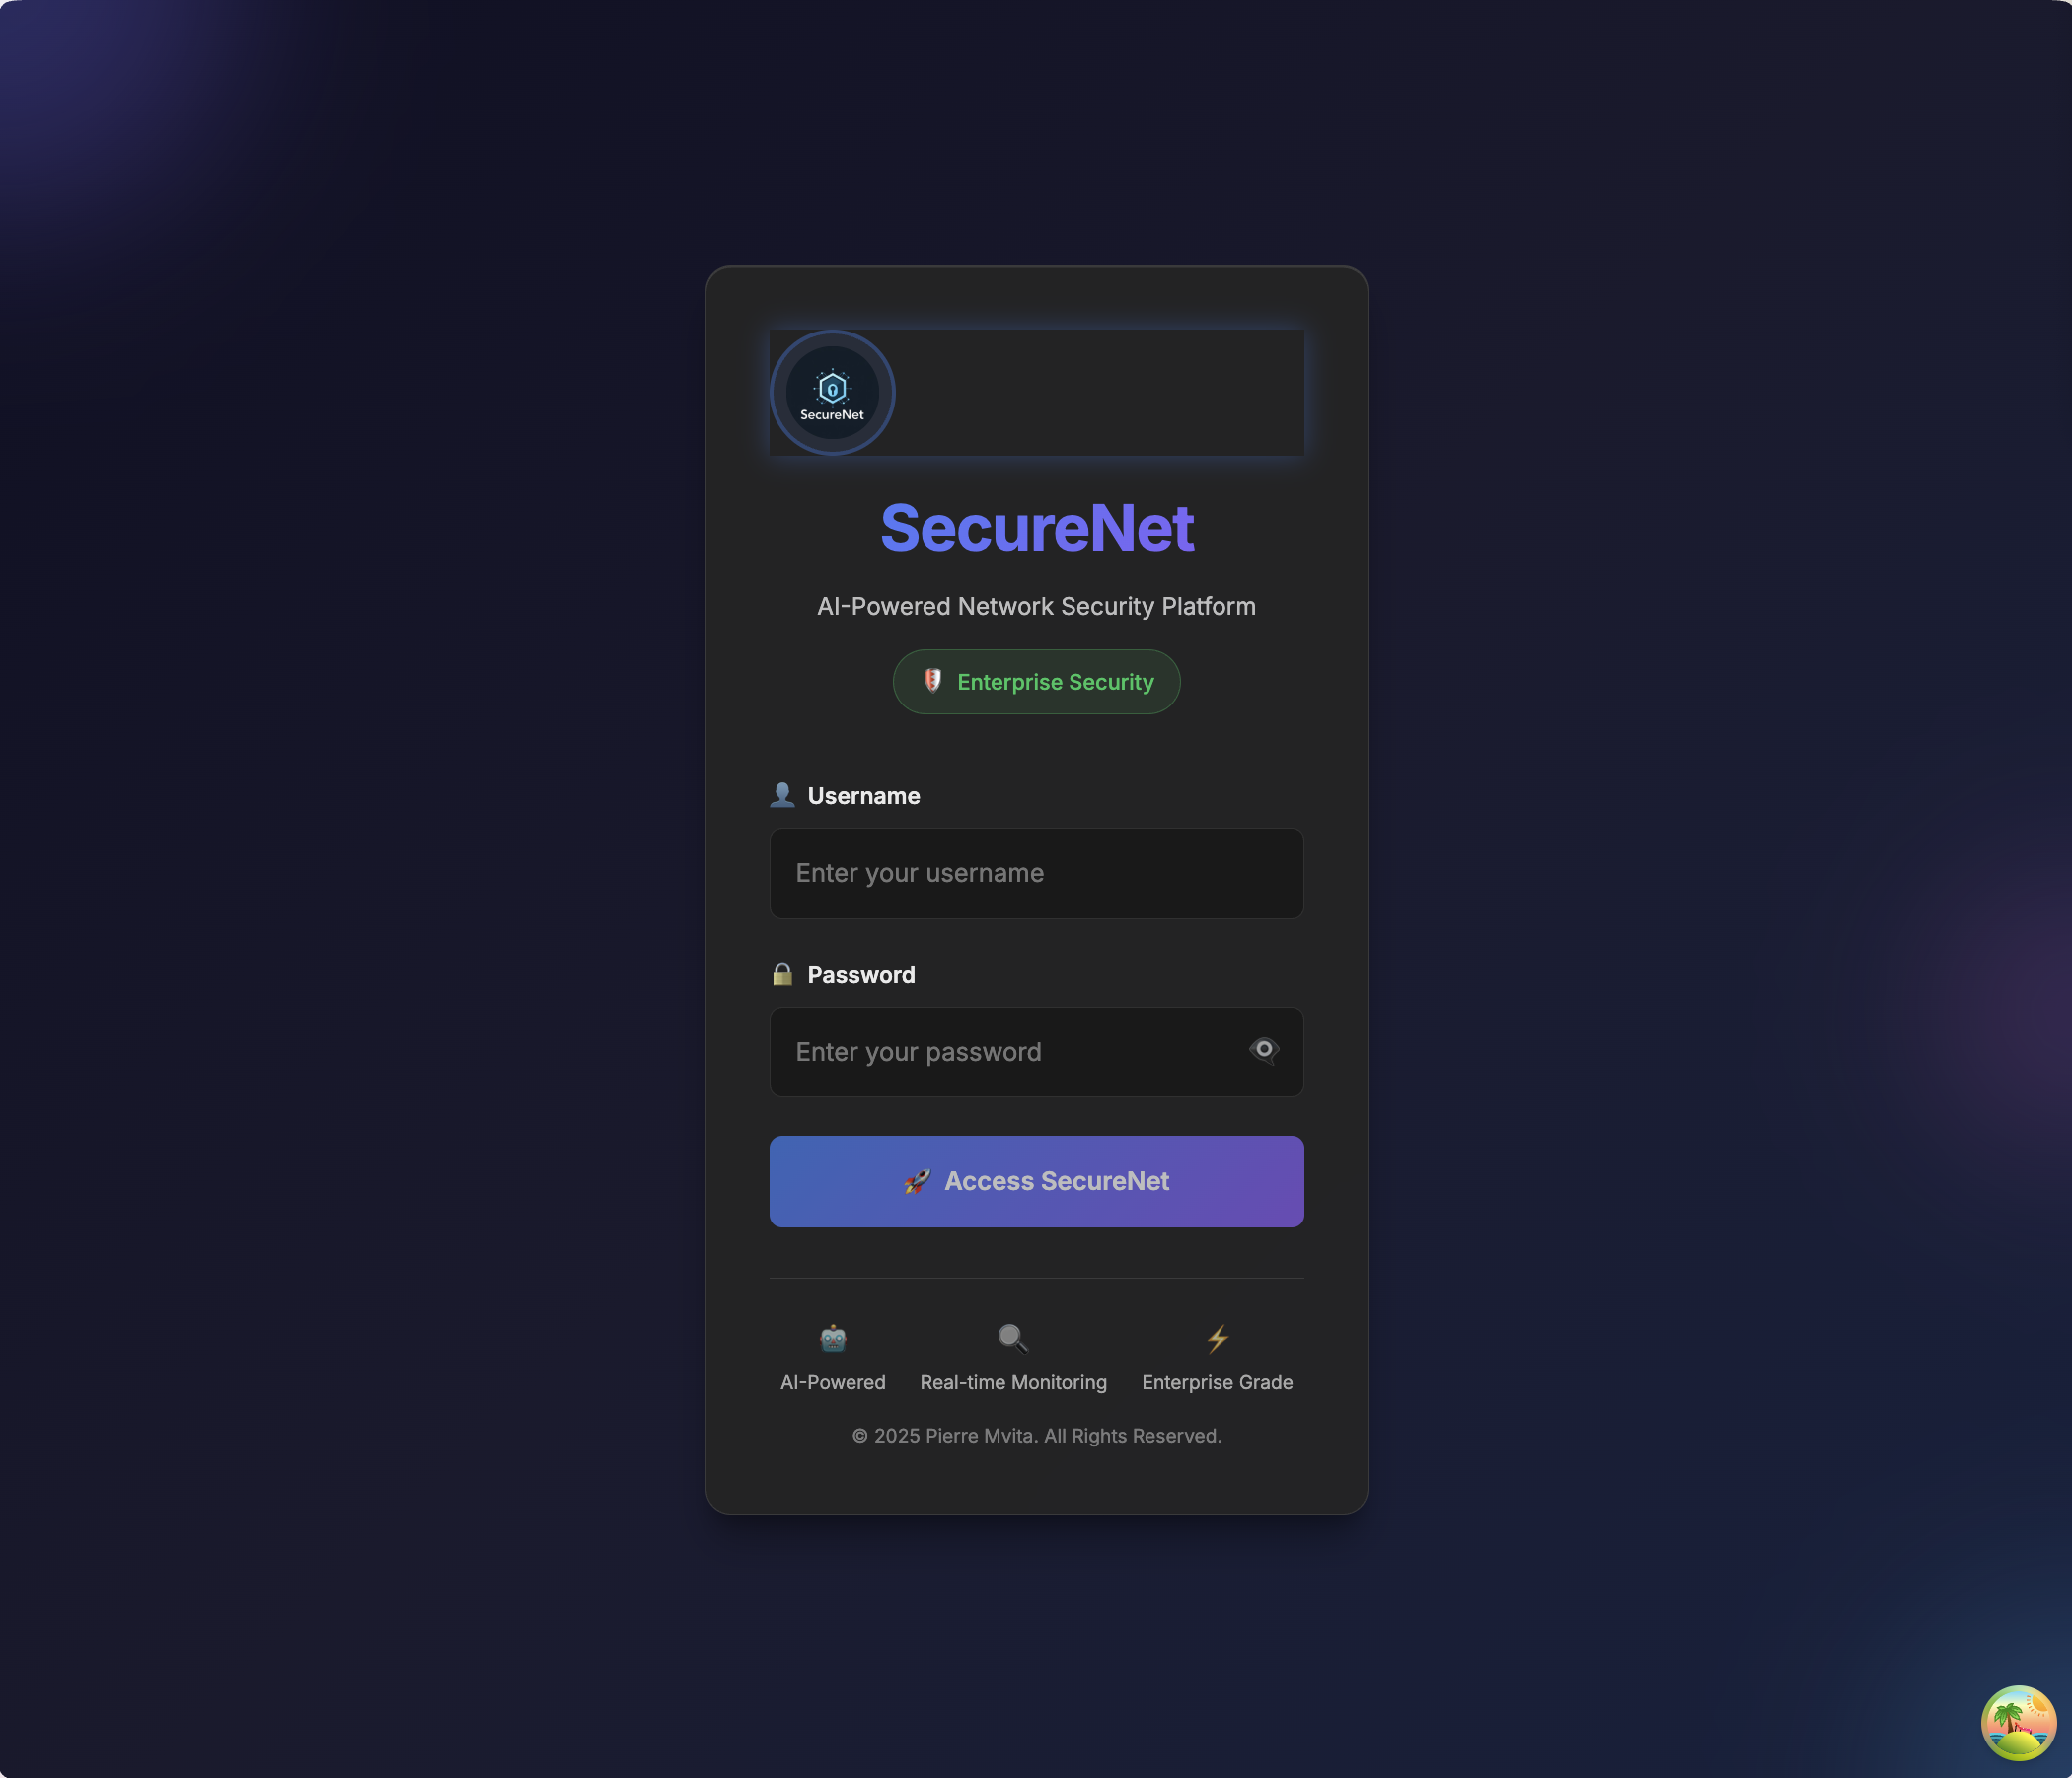 SecureNet
SecureNet
AI-Powered Network Security Platform
Enterprise Security
Username
Enter your username
Password
Enter your password
Access SecureNet
AI-Powered
Real-time Monitoring
Enterprise Grade
© 2025 Pierre Mvita. All Rights Reserved.